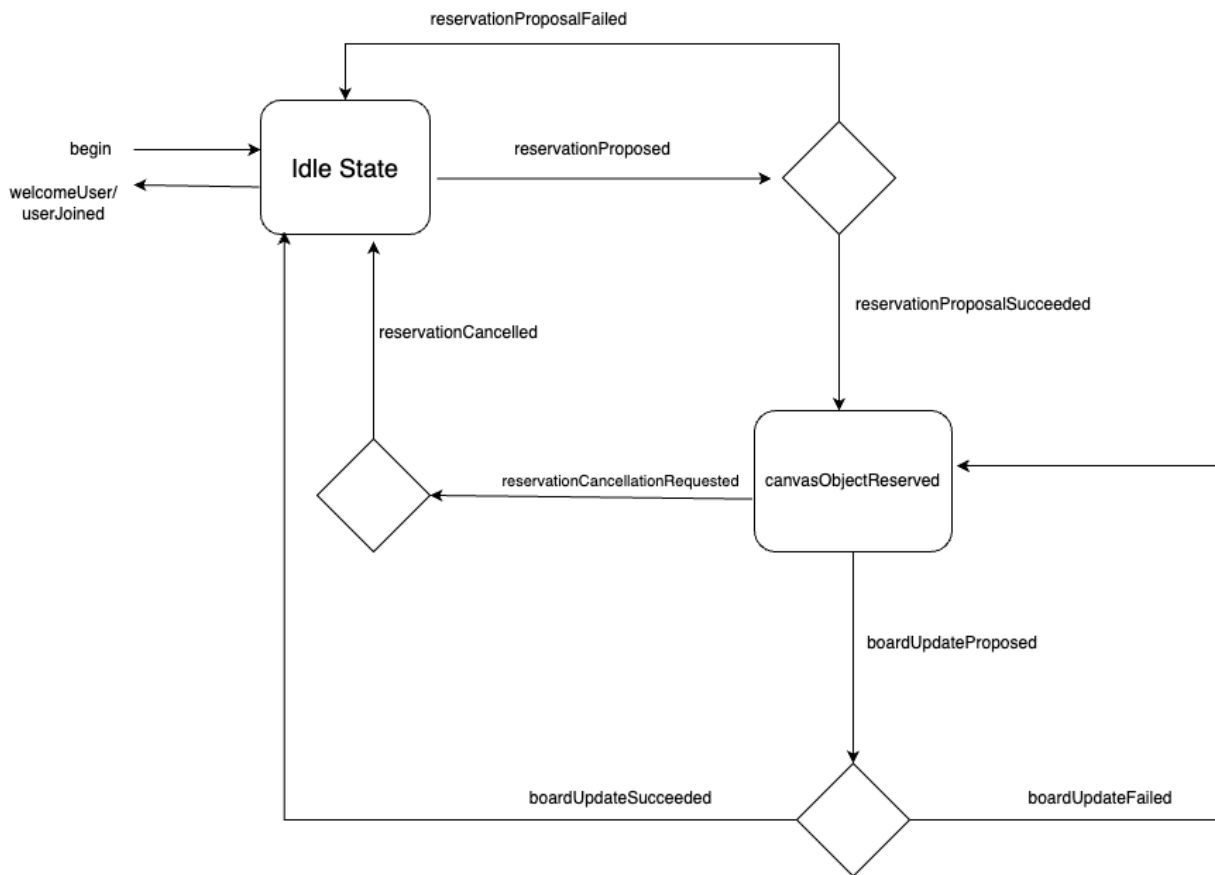 reservationProposalFailed
begin
Idle State
reservationProposed
welcomeUser/
userJoined
reservationProposalSucceeded
reservationCancelled
reservationCancellationRequested
canvasObjectReserved
boardUpdateProposed
boardUpdateSucceeded
boardUpdateFailed